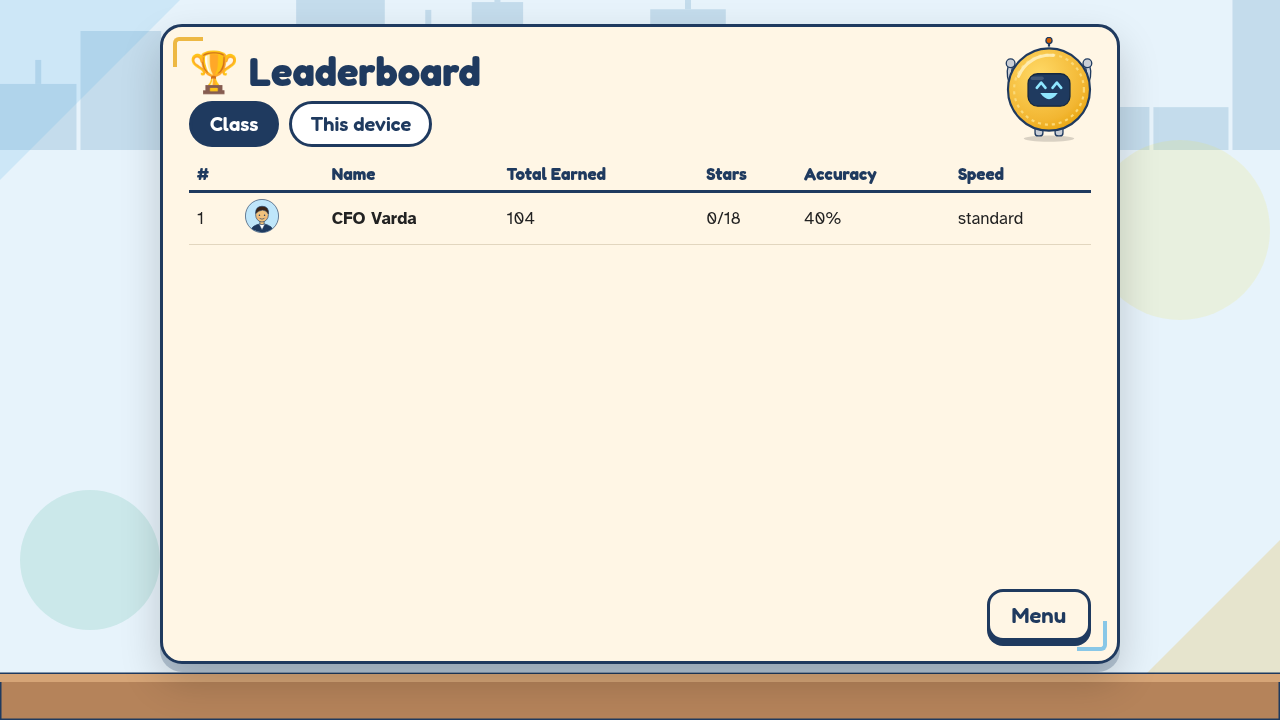 Leaderboard
Class This device
# Name Total Earned Stars Accuracy Speed
1 CFO Varda 104 0/18 40% standard
Menu